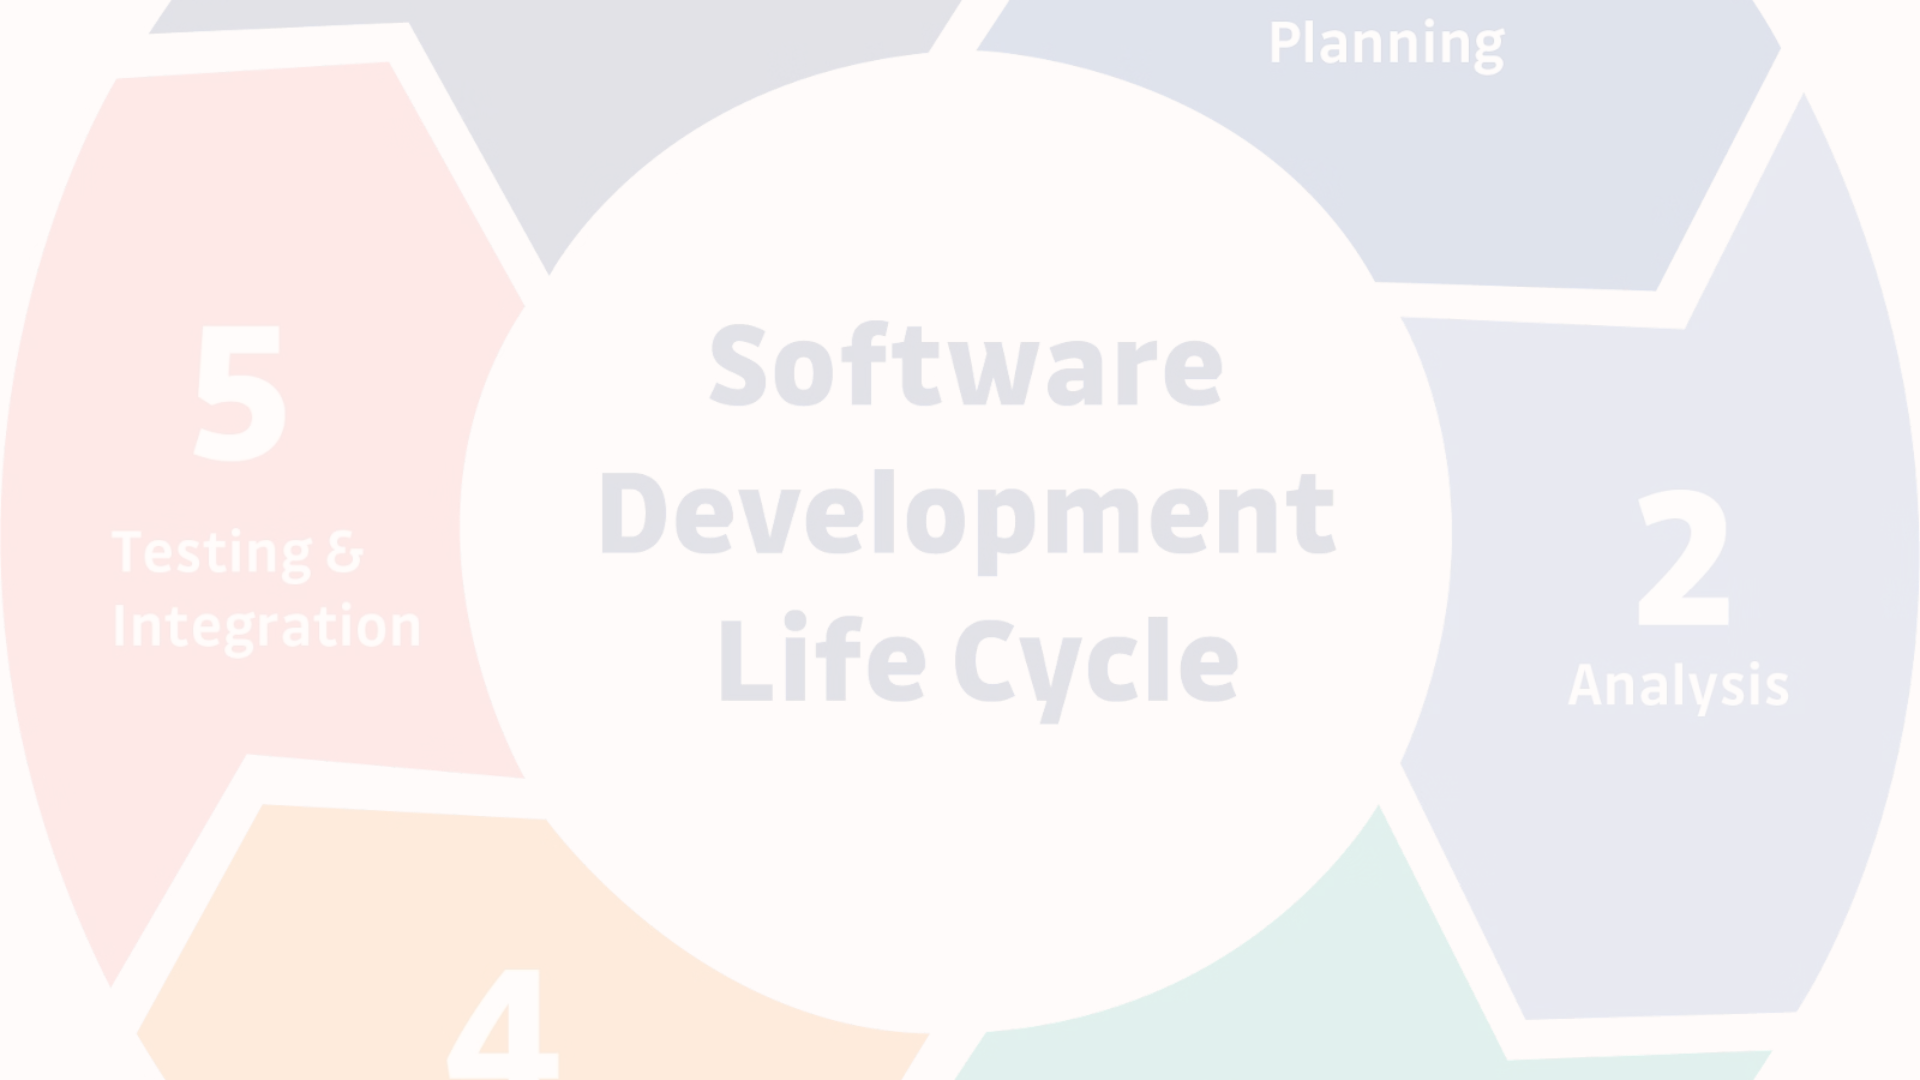 Planning
5
Testing &
Integration
Software
Development
Life Cycle
2
Analysis
4